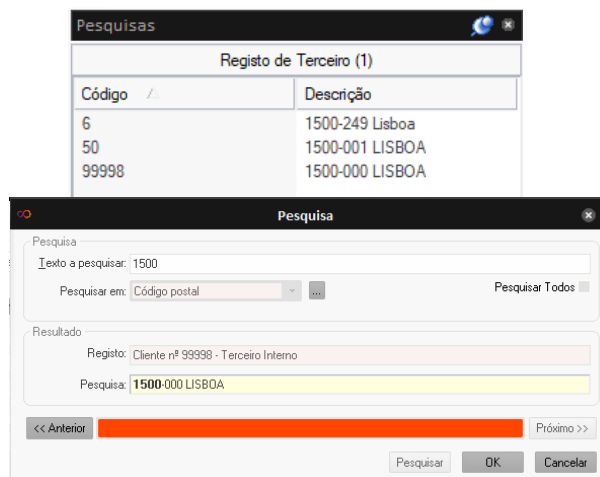 Pesquisas
Registo de Terceiro (1)
Código Descrição
6 1500-249 Lisboa
50 1500-001 LISBOA
99998 1500-000 LISBOA
Pesquisa
Pesquisa
Texto a pesquisar: 1500
Pesquisar em: Código postal ... Pesquisar Todos
Resultado
Registo: Cliente nº 99998 - Terceiro Interno
Pesquisa: 1500-000 LISBOA
<< Anterior Próximo >>
Pesquisar OK Cancelar